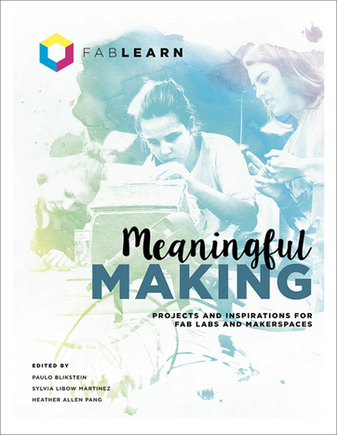 FABLEARN
Meaningful
MAKING
PROJECTS AND INSPIRATIONS FOR
FAB LABS AND MAKERSPACES
EDITED BY
PAULO BLIKSTEIN
SYLVIA LIBOW MARTINEZ
HEATHER ALLEN PANG